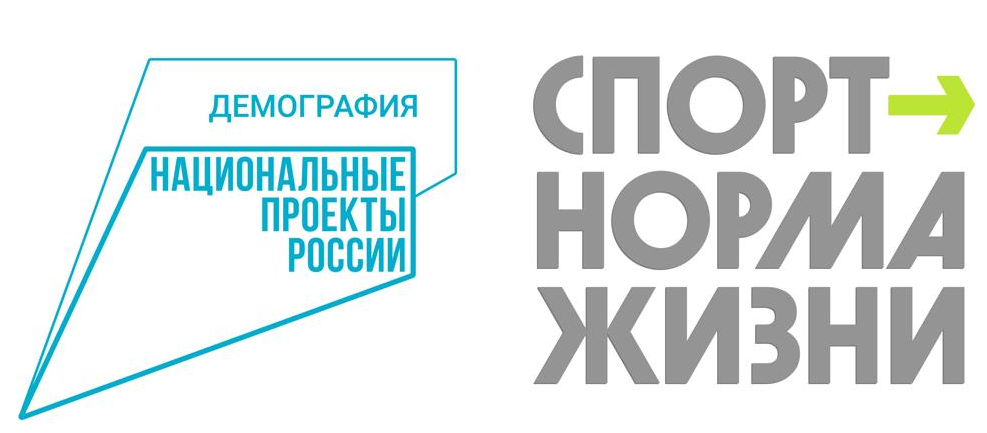 ДЕМОГРАФИЯ
НАЦИОНАЛЬНЫЕ
ПРОЕКТЫ
РОССИИ
СПОРТ
НОРМА
ЖИЗНИ